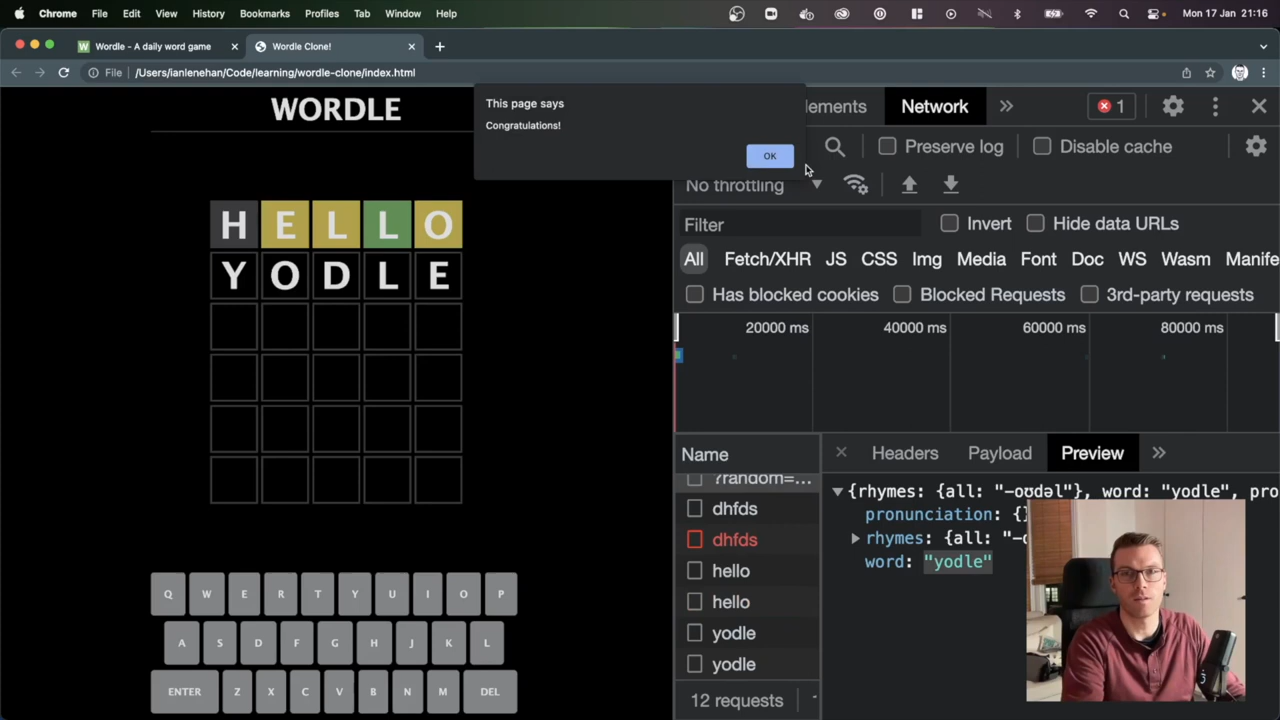 Chrome File Edit View History Bookmarks Profiles Tab Window Help Mon 17 Jan 21:16
W Wordle - A daily word game × Wordle Clone! × +
File /Users/ianlenehan/Code/learning/wordle-clone/index.html
WORDLE
This page says
Congratulations!
OK
lements Network » 1
Preserve log Disable cache
No throttling
Filter Invert Hide data URLs
All Fetch/XHR JS CSS Img Media Font Doc WS Wasm Manife
Has blocked cookies Blocked Requests 3rd-party requests
20000 ms 40000 ms 60000 ms 80000 ms
H E L L O
Y O D L E
Name × Headers Payload Preview »
?random=...
dhfds
dhfds
hello
hello
yodle
yodle
12 requests
{rhymes: {all: "-oʊdəl"}, word: "yodle", pro
pronunciation: {}
rhymes: {all: "-o
word: "yodle"
Q W E R T Y U I O P
A S D F G H J K L
ENTER Z X C V B N M DEL